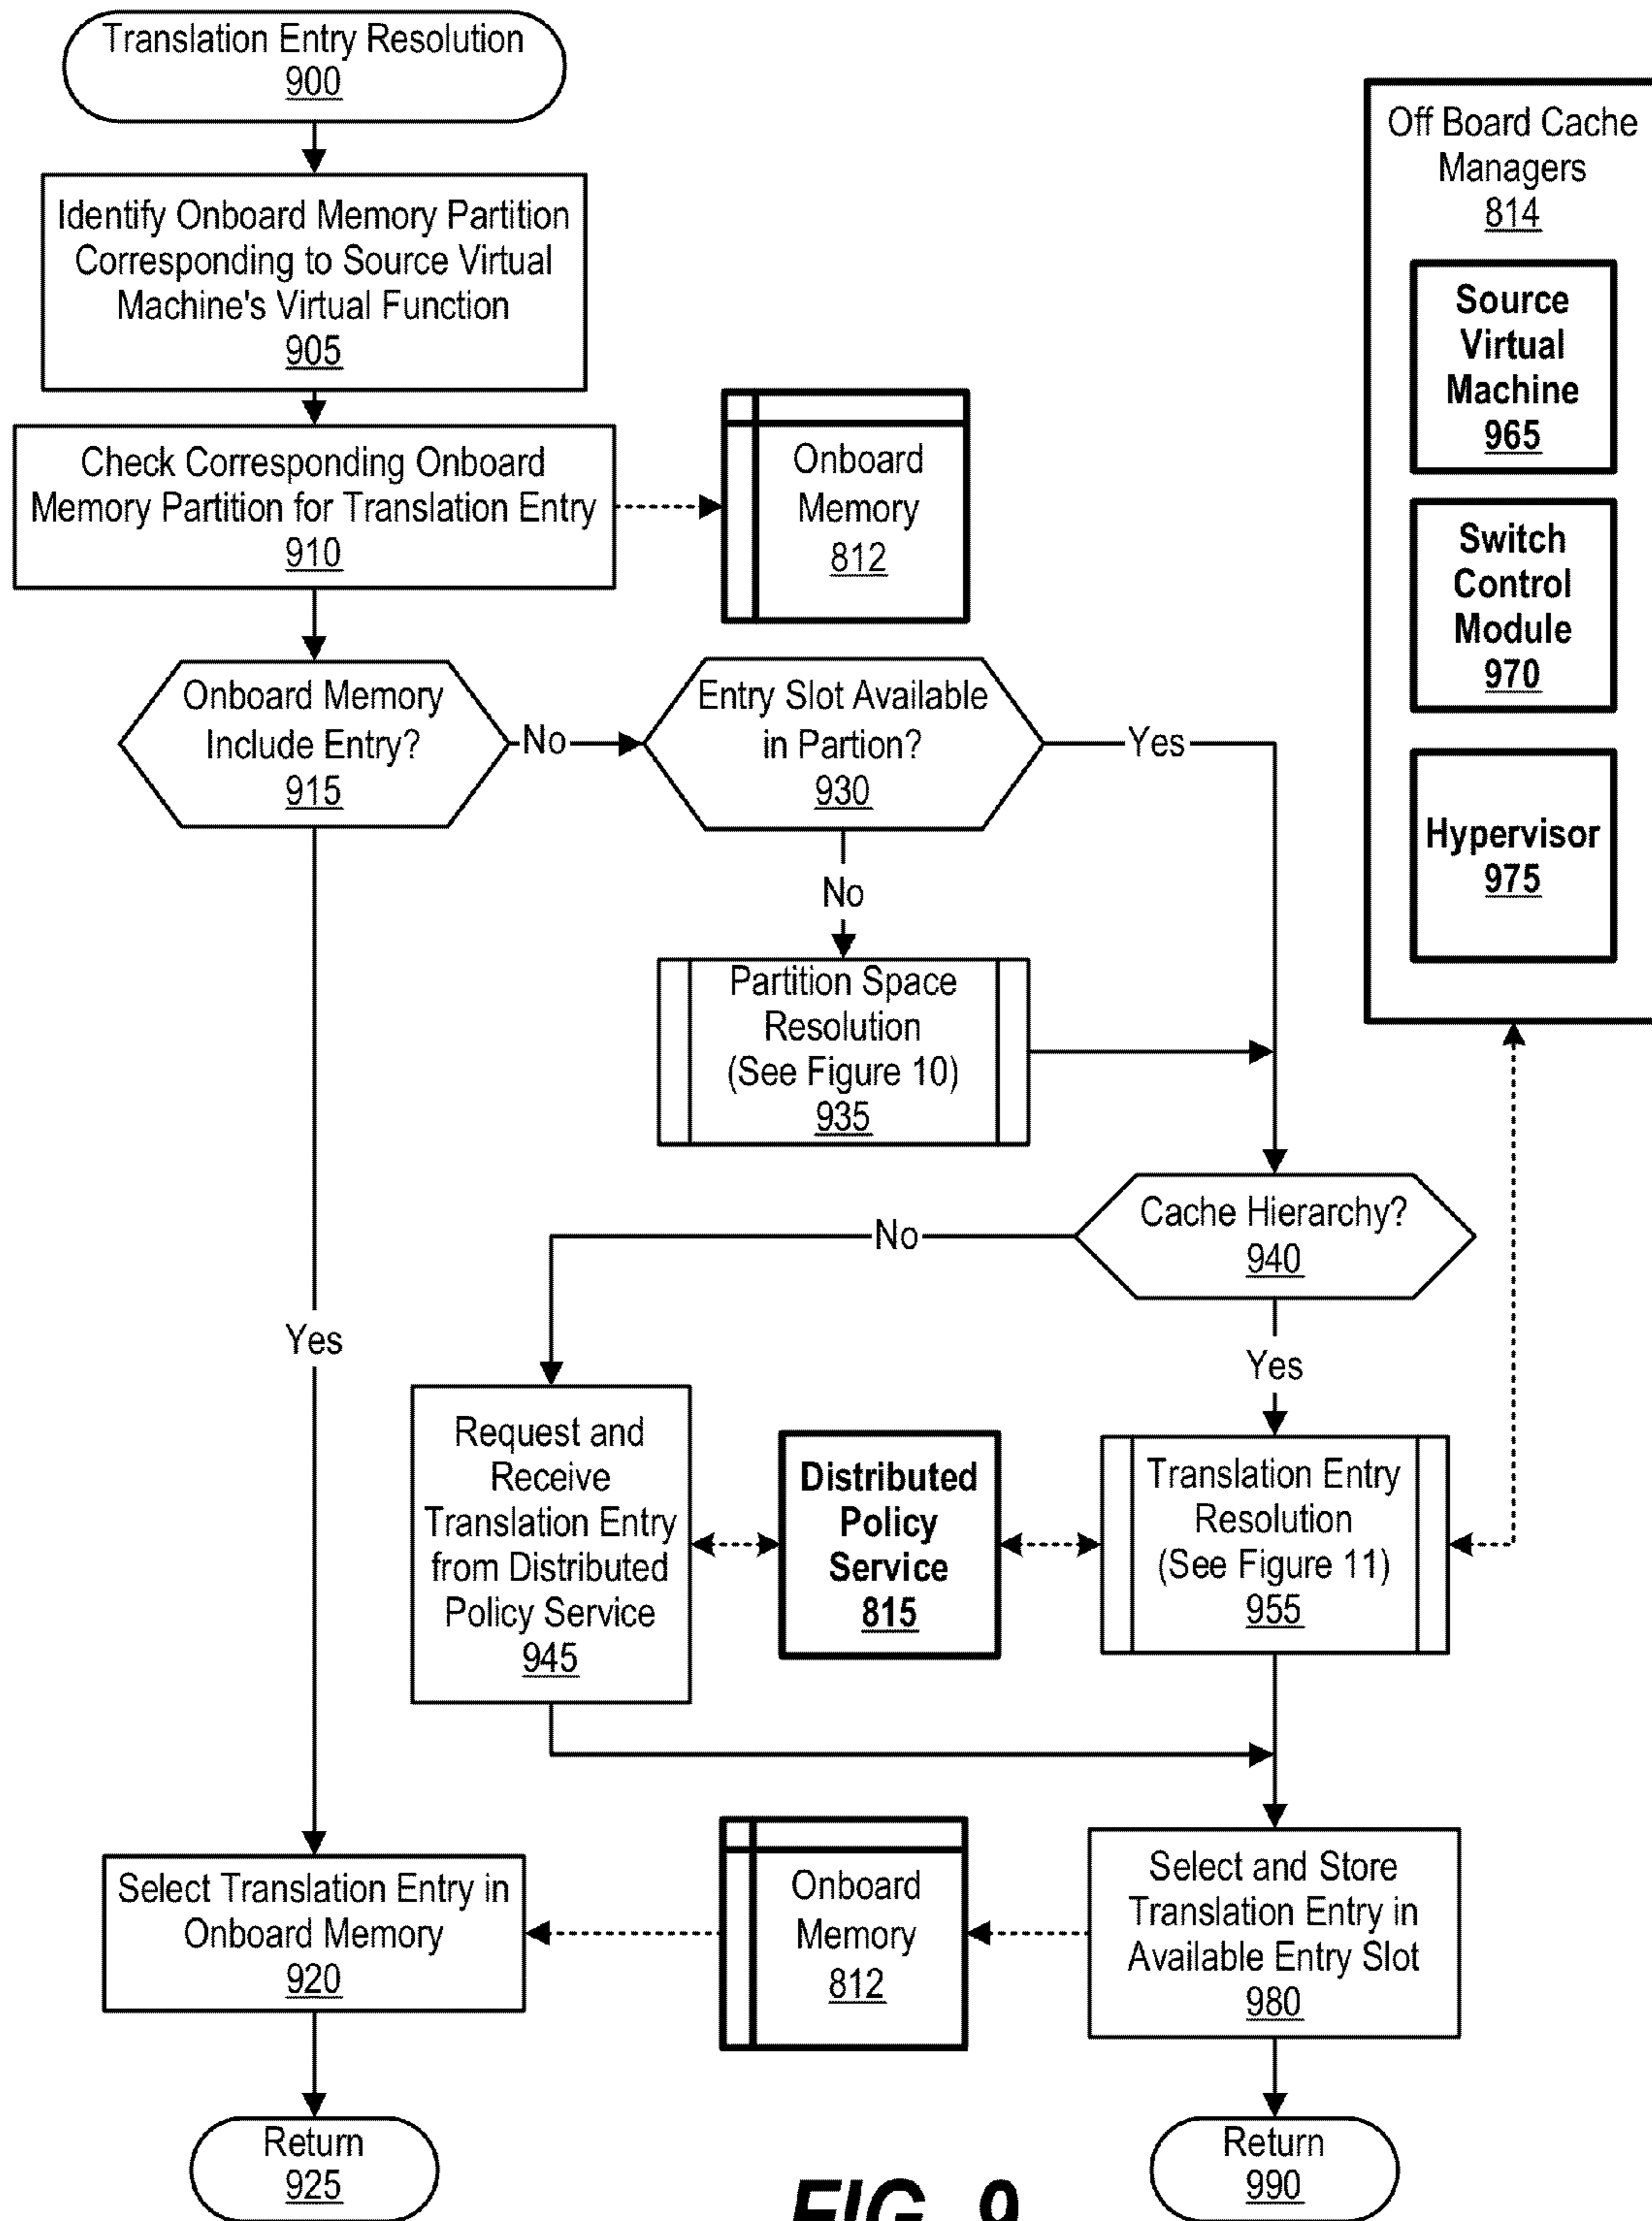 Translation Entry Resolution
900
Identify Onboard Memory Partition
Corresponding to Source Virtual
Machine's Virtual Function
905
Check Corresponding Onboard
Memory Partition for Translation Entry
910
Onboard
Memory
812
Off Board Cache
Managers
814
Source
Virtual
Machine
965
Switch
Control
Module
970
Hypervisor
975
Onboard Memory
Include Entry?
915
No
Entry Slot Available
in Partion?
930
Yes
No
Partition Space
Resolution
(See Figure 10)
935
Cache Hierarchy?
940
No
Yes
Yes
Request and
Receive
Translation Entry
from Distributed
Policy Service
945
Distributed
Policy
Service
815
Translation Entry
Resolution
(See Figure 11)
955
Select Translation Entry in
Onboard Memory
920
Onboard
Memory
812
Select and Store
Translation Entry in
Available Entry Slot
980
Return
925
Return
990
FIG. 9